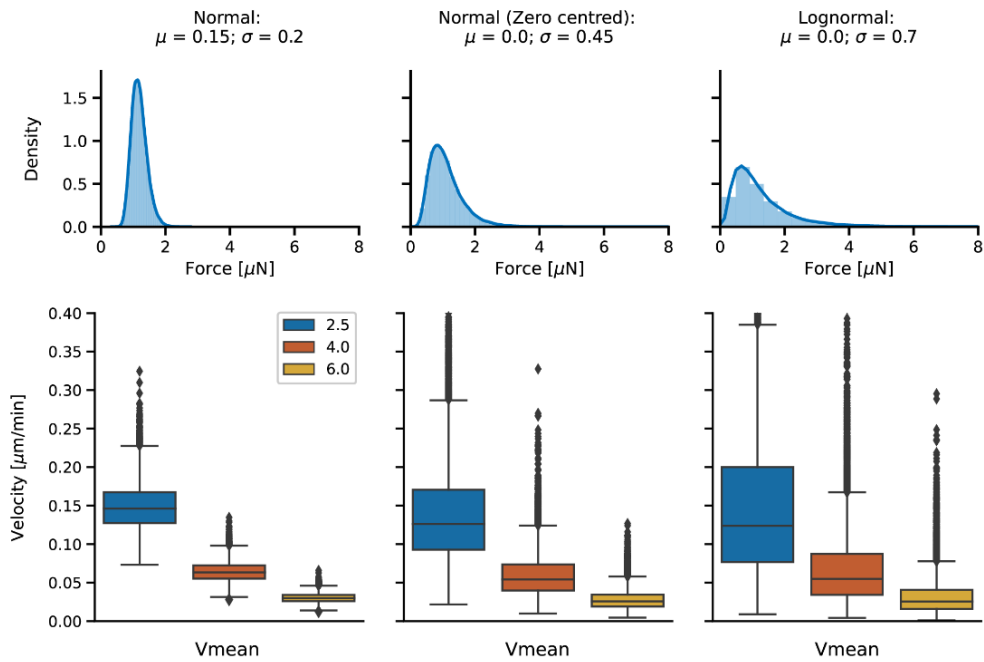 Normal:
μ = 0.15; σ = 0.2
Normal (Zero centred):
μ = 0.0; σ = 0.45
Lognormal:
μ = 0.0; σ = 0.7
Density
1.5
1.0
0.5
0.0
0 2 4 6 8
0 2 4 6 8
0 2 4 6 8
Force [μN]
Force [μN]
Force [μN]
Velocity [μm/min]
0.40
0.35
0.30
0.25
0.20
0.15
0.10
0.05
0.00
2.5
4.0
6.0
Vmean
Vmean
Vmean